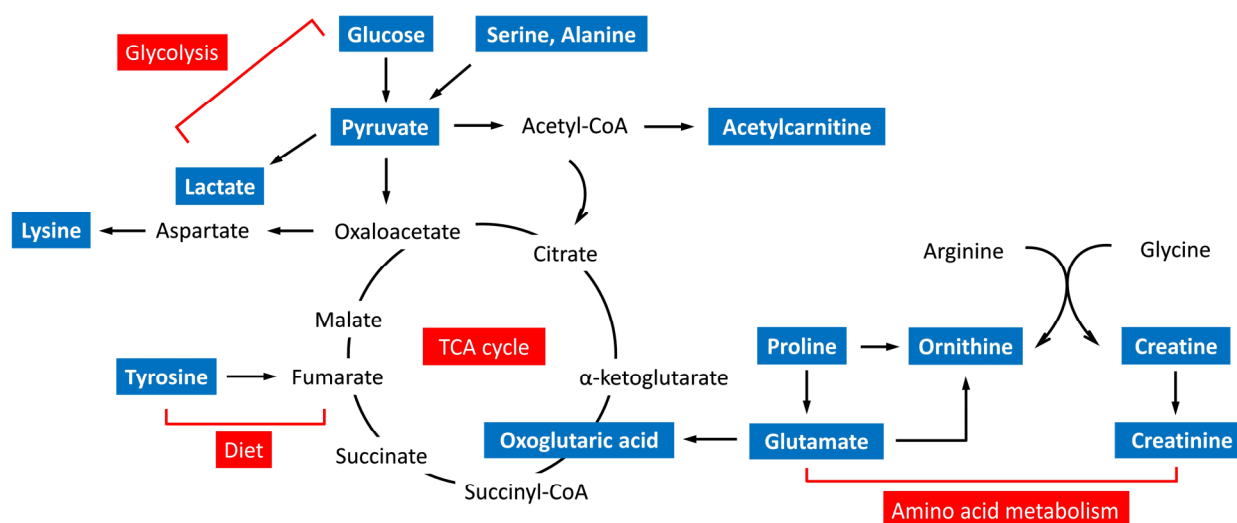 Glucose
Serine, Alanine
Glycolysis
Pyruvate
Acetyl-CoA
Acetylcarnitine
Lactate
Lysine
Aspartate
Oxaloacetate
Citrate
Arginine
Glycine
Malate
TCA cycle
Proline
Ornithine
Creatine
Tyrosine
Fumarate
α-ketoglutarate
Oxoglutaric acid
Glutamate
Creatinine
Diet
Succinate
Succinyl-CoA
Amino acid metabolism